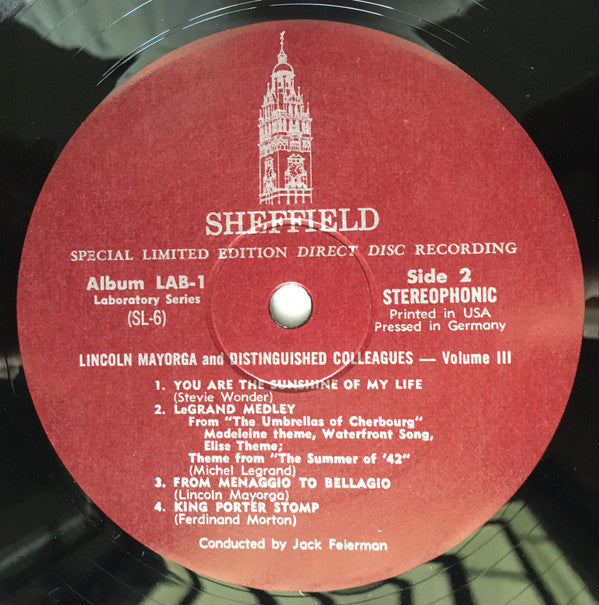 SHEFFIELD
SPECIAL LIMITED EDITION DIRECT DISC RECORDING
Album LAB-1
Laboratory Series
(SL-6)
Side 2
STEREOPHONIC
Printed in USA
Pressed in Germany
LINCOLN MAYORGA and DISTINGUISHED COLLEAGUES — Volume III
1. YOU ARE THE SUNSHINE OF MY LIFE
(Stevie Wonder)
2. LeGRAND MEDLEY
From "The Umbrellas of Cherbourg"
Madeleine theme, Waterfront Song,
Elise Theme;
Theme from "The Summer of '42"
(Michel Legrand)
3. FROM MENAGGIO TO BELLAGIO
(Lincoln Mayorga)
4. KING PORTER STOMP
(Ferdinand Morton)
Conducted by Jack Feierman